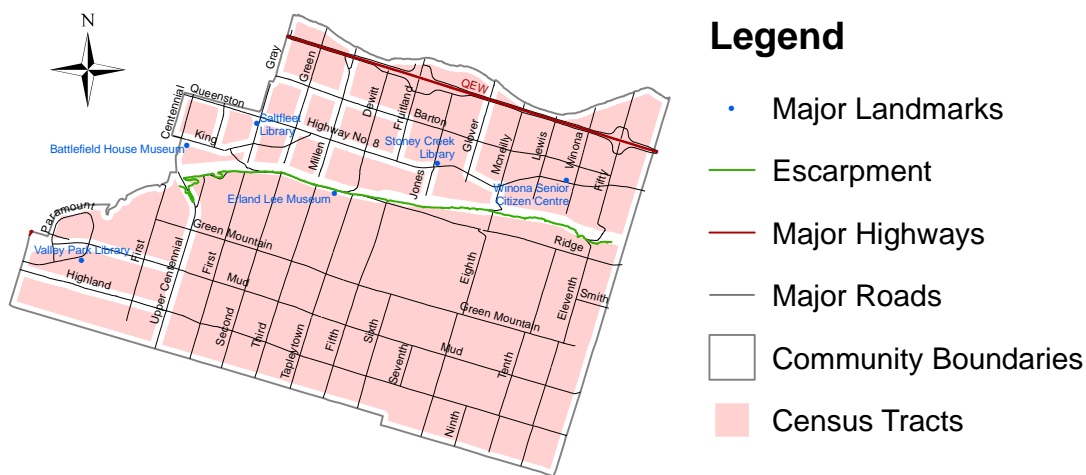 N
Gray
Green
QEW
Centennial
Queenston
Dewitt
Fruitland
Barton
Saltfleet
Library
Highway No. 8
Glover
Lewis
Winona
King
Stoney Creek
Library
Mcneilly
Battlefield House Museum
Millen
Jones
Fifty
Winona Senior
Citizen Centre
Erland Lee Museum
Paramount
Green Mountain
Ridge
Valley Park Library
First
First
Upper Centennial
Highland
Mud
Eighth
Eleventh
Smith
Green Mountain
Second
Third
Tapleytown
Fifth
Sixth
Seventh
Mud
Tenth
Ninth
Legend
Major Landmarks
Escarpment
Major Highways
Major Roads
Community Boundaries
Census Tracts